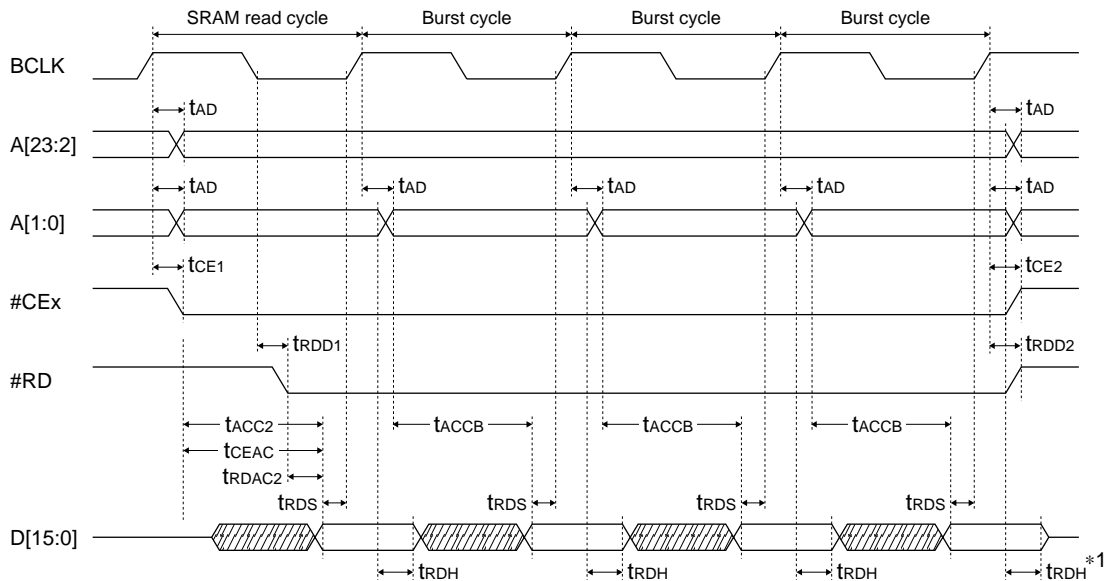 SRAM read cycle Burst cycle Burst cycle Burst cycle
BCLK
tAD tAD
A[23:2]
tAD tAD tAD tAD tAD
A[1:0]
tCE1 tCE2
#CEx
tRDD1 tRDD2
#RD
tACC2 tACCB tACCB tACCB
tCEAC
tRDAC2
tRDS tRDS tRDS tRDS
D[15:0]
tRDH tRDH tRDH tRDH*1